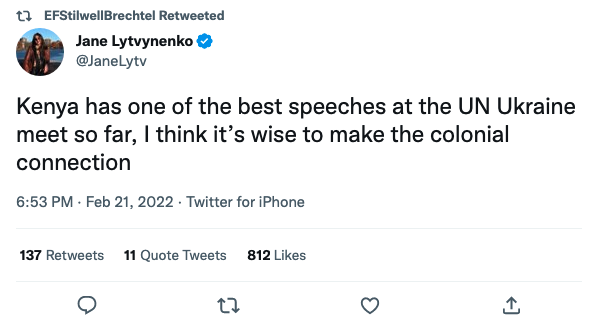 EFStilwellBrechtel Retweeted
Jane Lytvynenko
@JaneLytv
Kenya has one of the best speeches at the UN Ukraine
meet so far, I think it’s wise to make the colonial
connection
6:53 PM · Feb 21, 2022 · Twitter for iPhone
137 Retweets 11 Quote Tweets 812 Likes